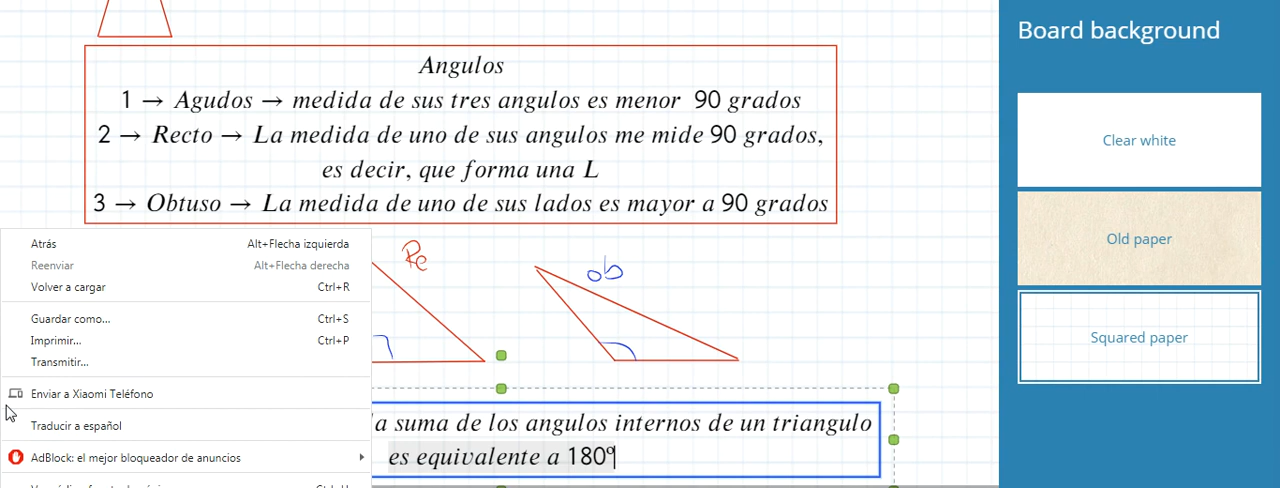 Board background
Angulos
1 → Agudos → medida de sus tres angulos es menor 90 grados
2 → Recto → La medida de uno de sus angulos me mide 90 grados,
es decir, que forma una L
3 → Obtuso → La medida de uno de sus lados es mayor a 90 grados
Clear white
Old paper
Squared paper
Atrás Alt+Flecha izquierda
Reenviar Alt+Flecha derecha
Volver a cargar Ctrl+R
Guardar como... Ctrl+S
Imprimir... Ctrl+P
Transmitir...
Enviar a Xiaomi Teléfono
Traducir a español
AdBlock: el mejor bloqueador de anuncios
Re
ob
la suma de los angulos internos de un triangulo
es equivalente a 180º